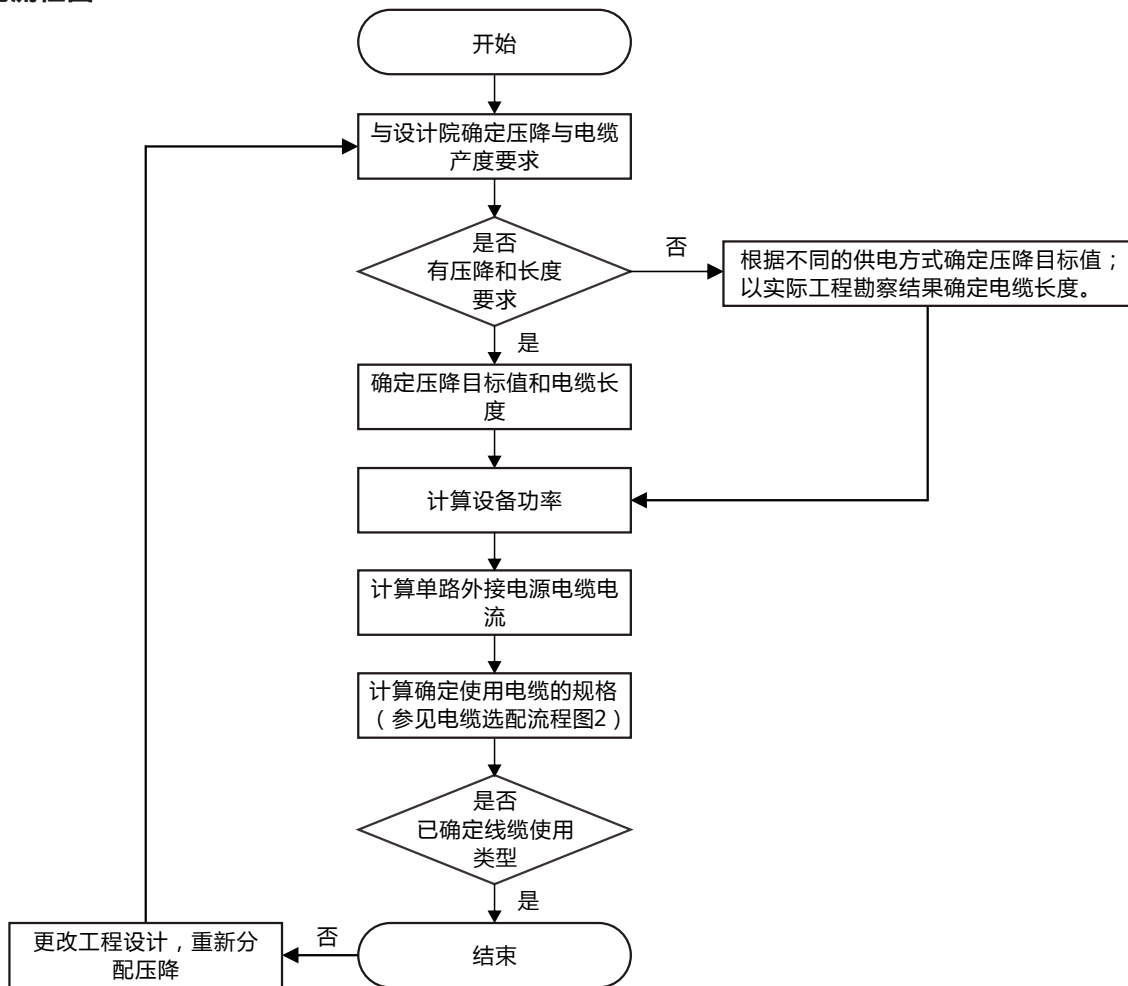 开始
与设计院确定压降与电缆
产度要求
是否
有压降和长度
要求
否
根据不同的供电方式确定压降目标值；
以实际工程勘察结果确定电缆长度。
是
确定压降目标值和电缆长
度
计算设备功率
计算单路外接电源电缆电
流
计算确定使用电缆的规格
（参见电缆选配流程图2）
是否
已确定线缆使用
类型
是
更改工程设计，重新分
配压降
否
结束